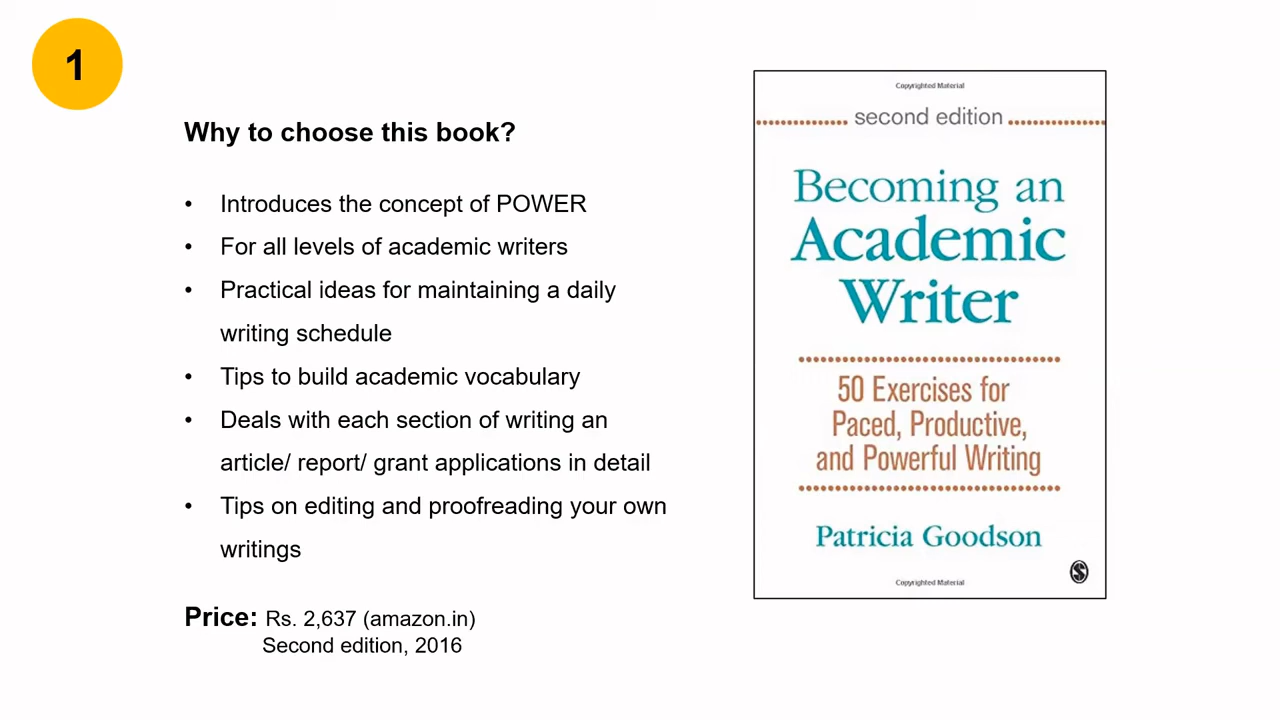 1
Why to choose this book?
• Introduces the concept of POWER
• For all levels of academic writers
• Practical ideas for maintaining a daily
writing schedule
• Tips to build academic vocabulary
• Deals with each section of writing an
article/ report/ grant applications in detail
• Tips on editing and proofreading your own
writings
Price: Rs. 2,637 (amazon.in)
Second edition, 2016
Copyrighted Material
second edition
Becoming an
Academic
Writer
50 Exercises for
Paced, Productive,
and Powerful Writing
Patricia Goodson
Copyrighted Material